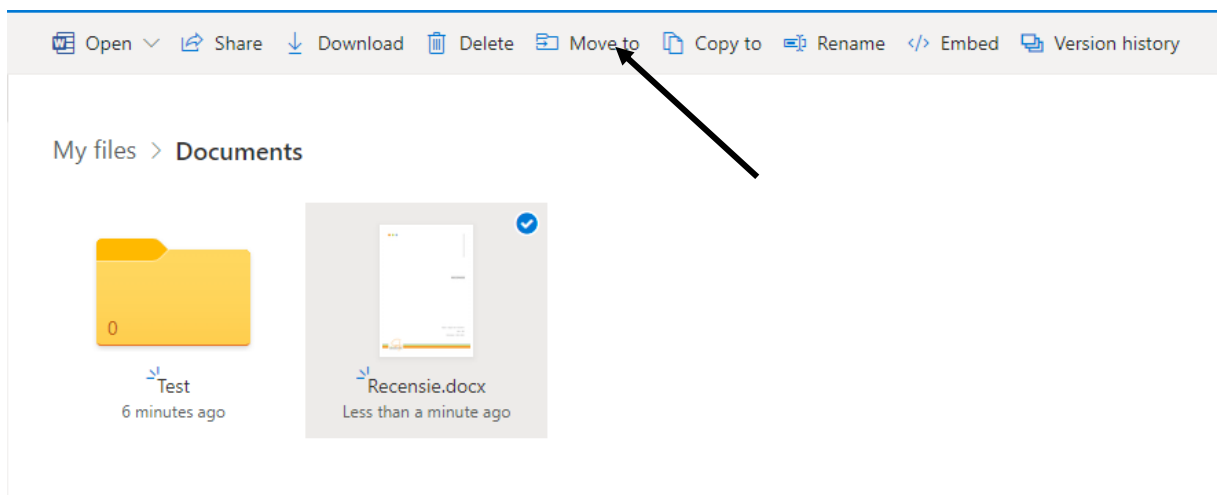 Open Share Download Delete Move to Copy to Rename Embed Version history
My files > Documents
0
Test Recensie.docx
6 minutes ago Less than a minute ago